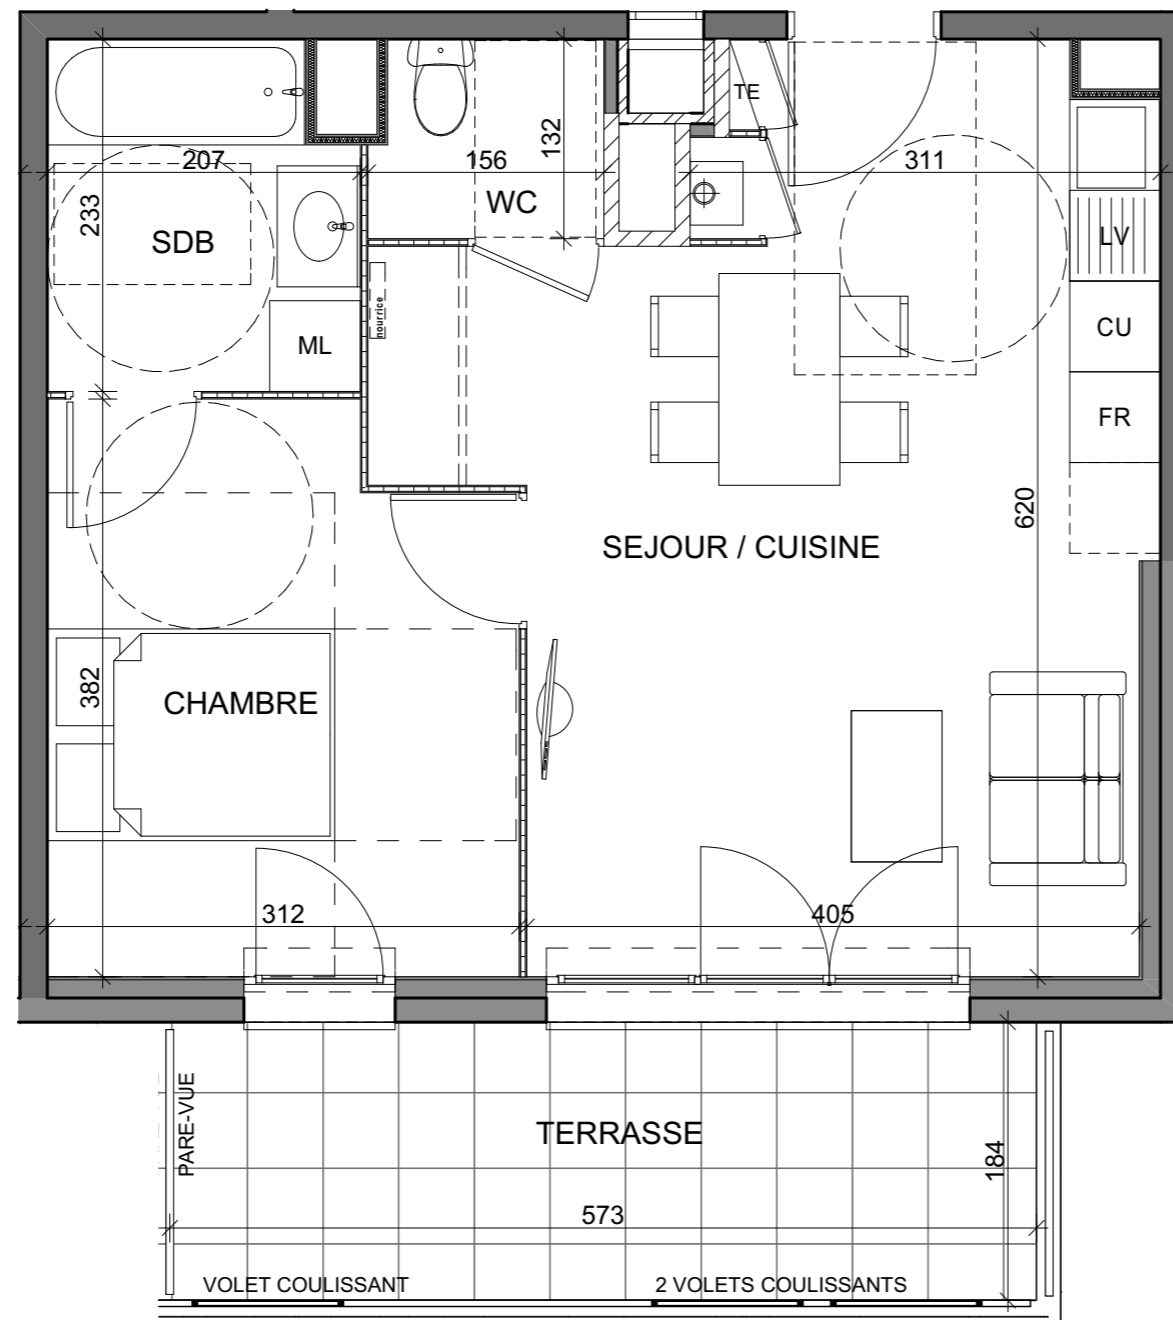 TE
132
207
156
311
WC
233
SDB
LV
nourrice
CU
ML
FR
620
SEJOUR / CUISINE
382
CHAMBRE
312
405
PARE-VUE
TERRASSE
184
573
VOLET COULISSANT
2 VOLETS COULISSANTS